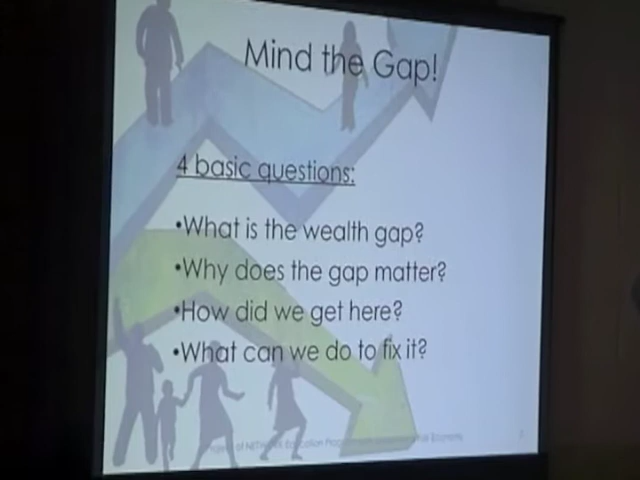 Mind the Gap!
4 basic questions:
•What is the wealth gap?
•Why does the gap matter?
•How did we get here?
•What can we do to fix it?